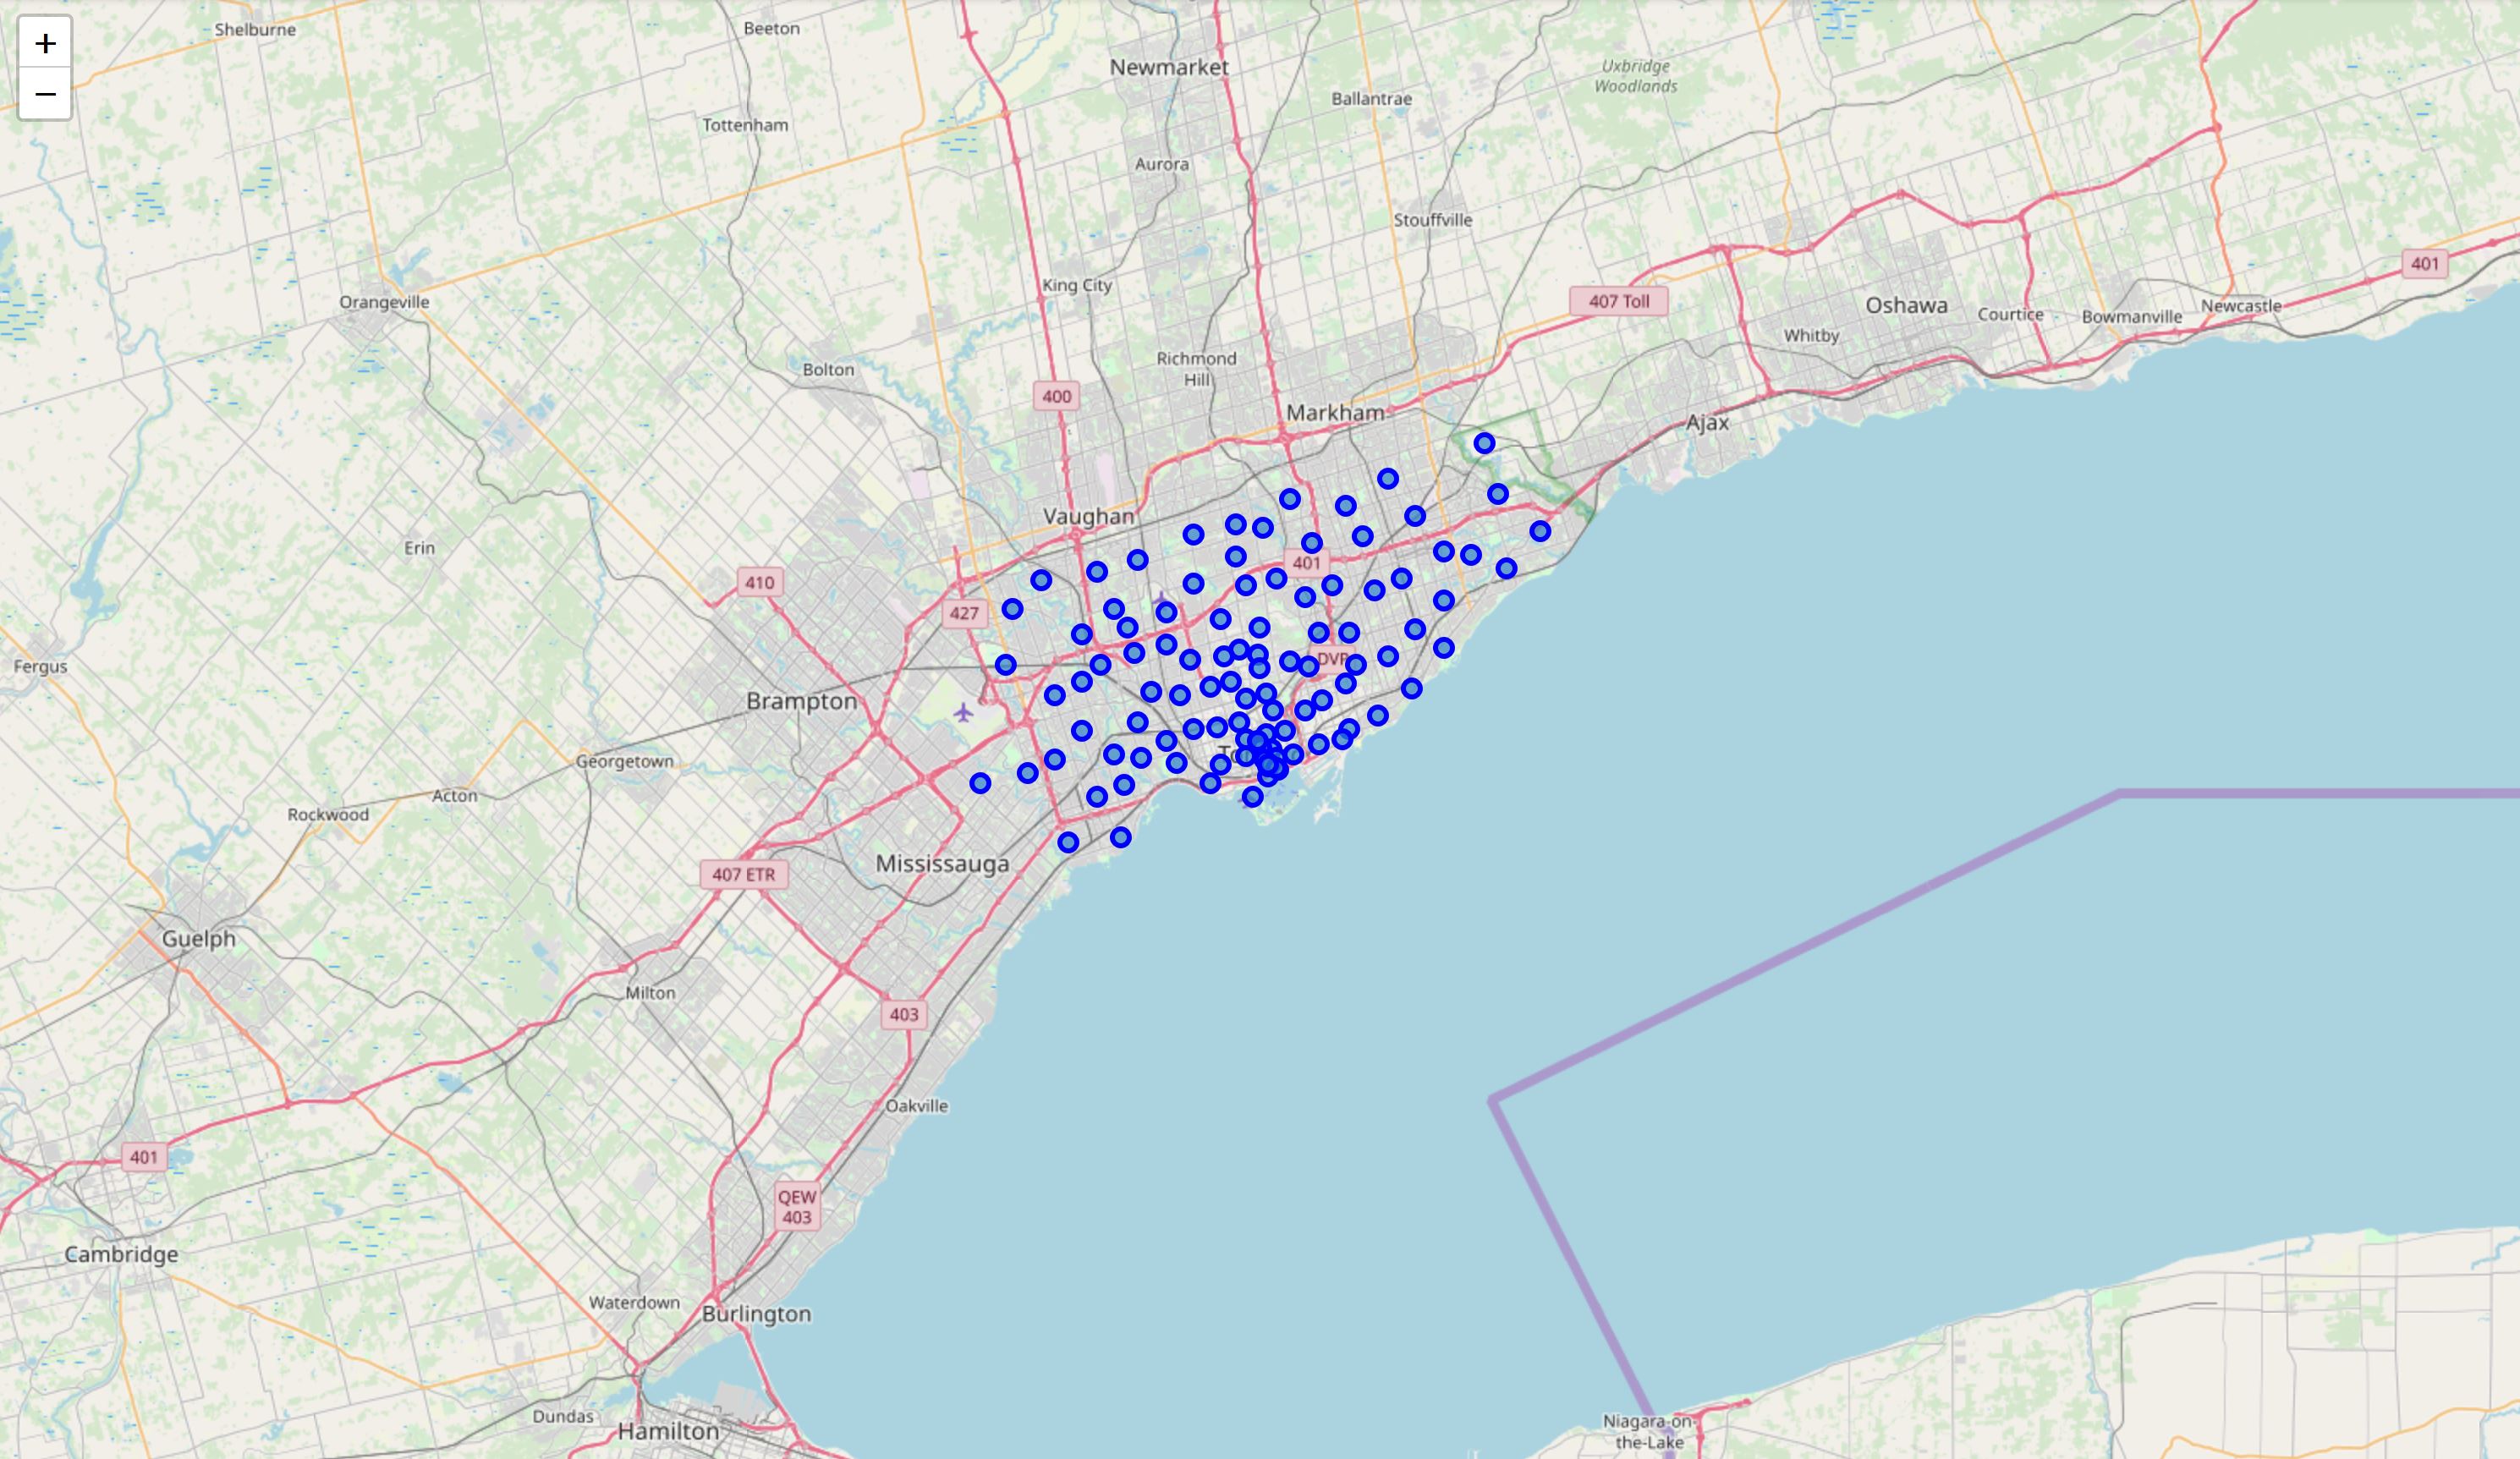 +
−
Shelburne
Beeton
Newmarket
Uxbridge
Woodlands
Ballantrae
Tottenham
Aurora
Stouffville
401
King City
407 Toll
Orangeville
Oshawa
Newcastle
Courtice
Bowmanville
Whitby
Richmond
Hill
Bolton
400
Markham
Ajax
Vaughan
Erin
401
410
427
Fergus
DVP
Brampton
Georgetown
Acton
Rockwood
Mississauga
407 ETR
Guelph
Milton
403
Oakville
401
QEW
403
Cambridge
Waterdown
Burlington
Dundas
Hamilton
Niagara-on-
the-Lake